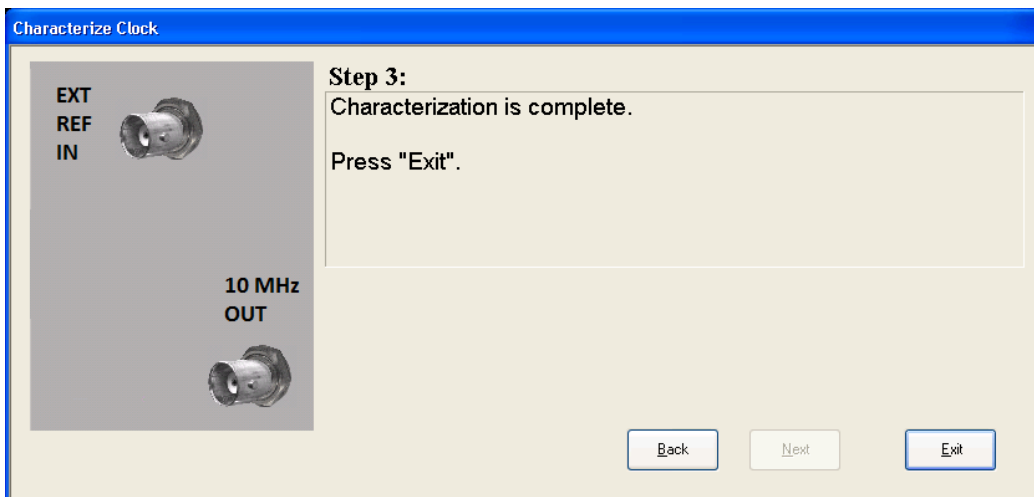 Characterize Clock
EXT
REF
IN
10 MHz
OUT
Step 3:
Characterization is complete.
Press "Exit".
Back
Next
Exit